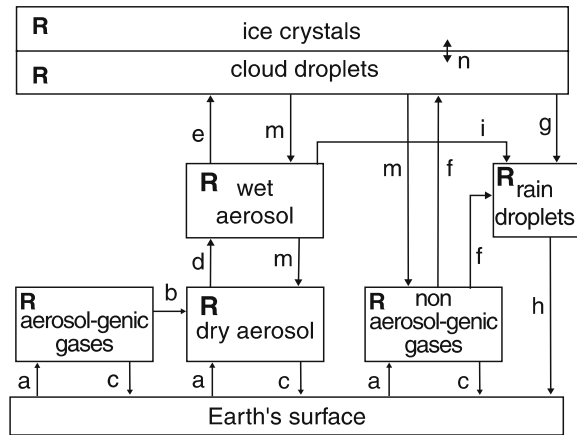 R ice crystals
n
R cloud droplets
e m m f i g
R wet
aerosol
R rain
droplets
d m f h
R
aerosol-genic
gases
b
R
dry aerosol
R non
aerosol-genic
gases
a c a c a c
Earth's surface